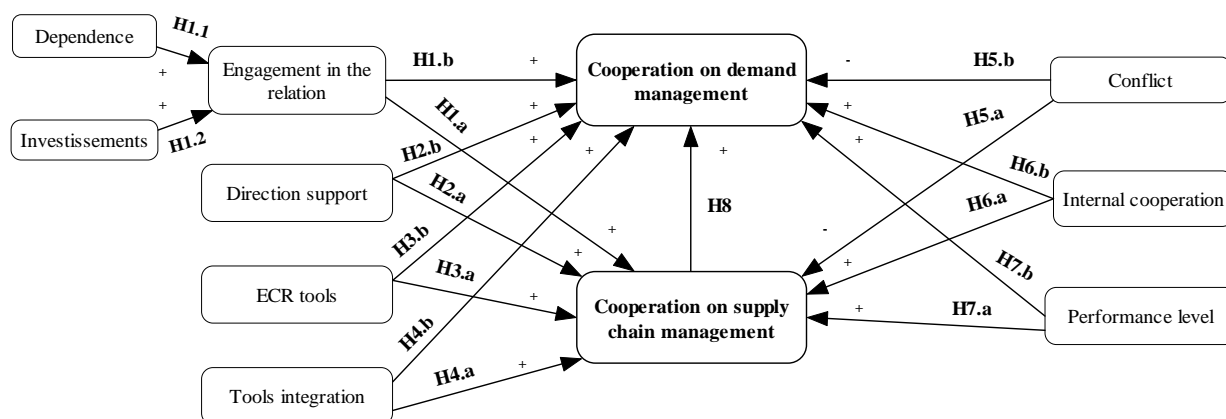 Dependence
H1.1
+
+
Investissements
H1.2
Engagement in the
relation
H1.b
+
H1.a
+
Direction support
H2.b
+
H2.a
+
ECR tools
H3.b
+
H3.a
+
Tools integration
H4.b
+
H4.a
+
Cooperation on demand
management
+
H8
Cooperation on supply
chain management
-
H5.b
Conflict
H5.a
-
+
H6.b
Internal cooperation
H6.a
+
+
H7.b
Performance level
H7.a
+